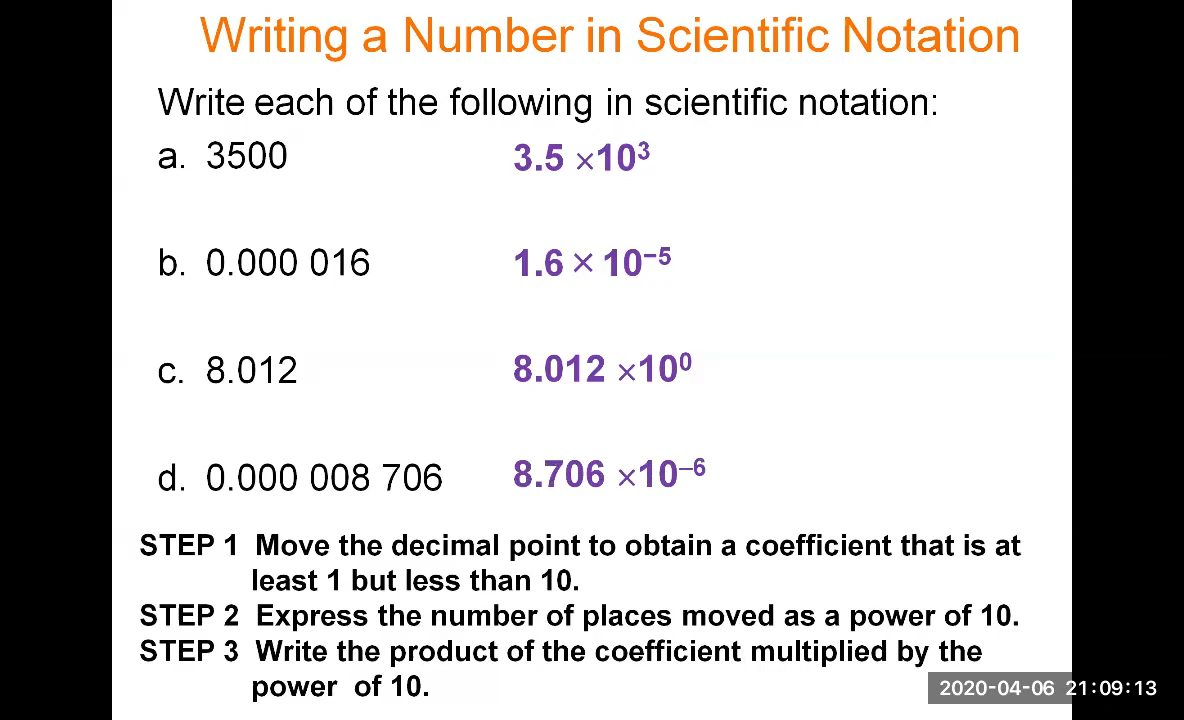 Writing a Number in Scientific Notation
Write each of the following in scientific notation:
a. 3500 3.5 ×10³
b. 0.000 016 1.6 × 10⁻⁵
c. 8.012 8.012 ×10⁰
d. 0.000 008 706 8.706 ×10⁻⁶
STEP 1 Move the decimal point to obtain a coefficient that is at
least 1 but less than 10.
STEP 2 Express the number of places moved as a power of 10.
STEP 3 Write the product of the coefficient multiplied by the
power of 10.
2020-04-06 21:09:13